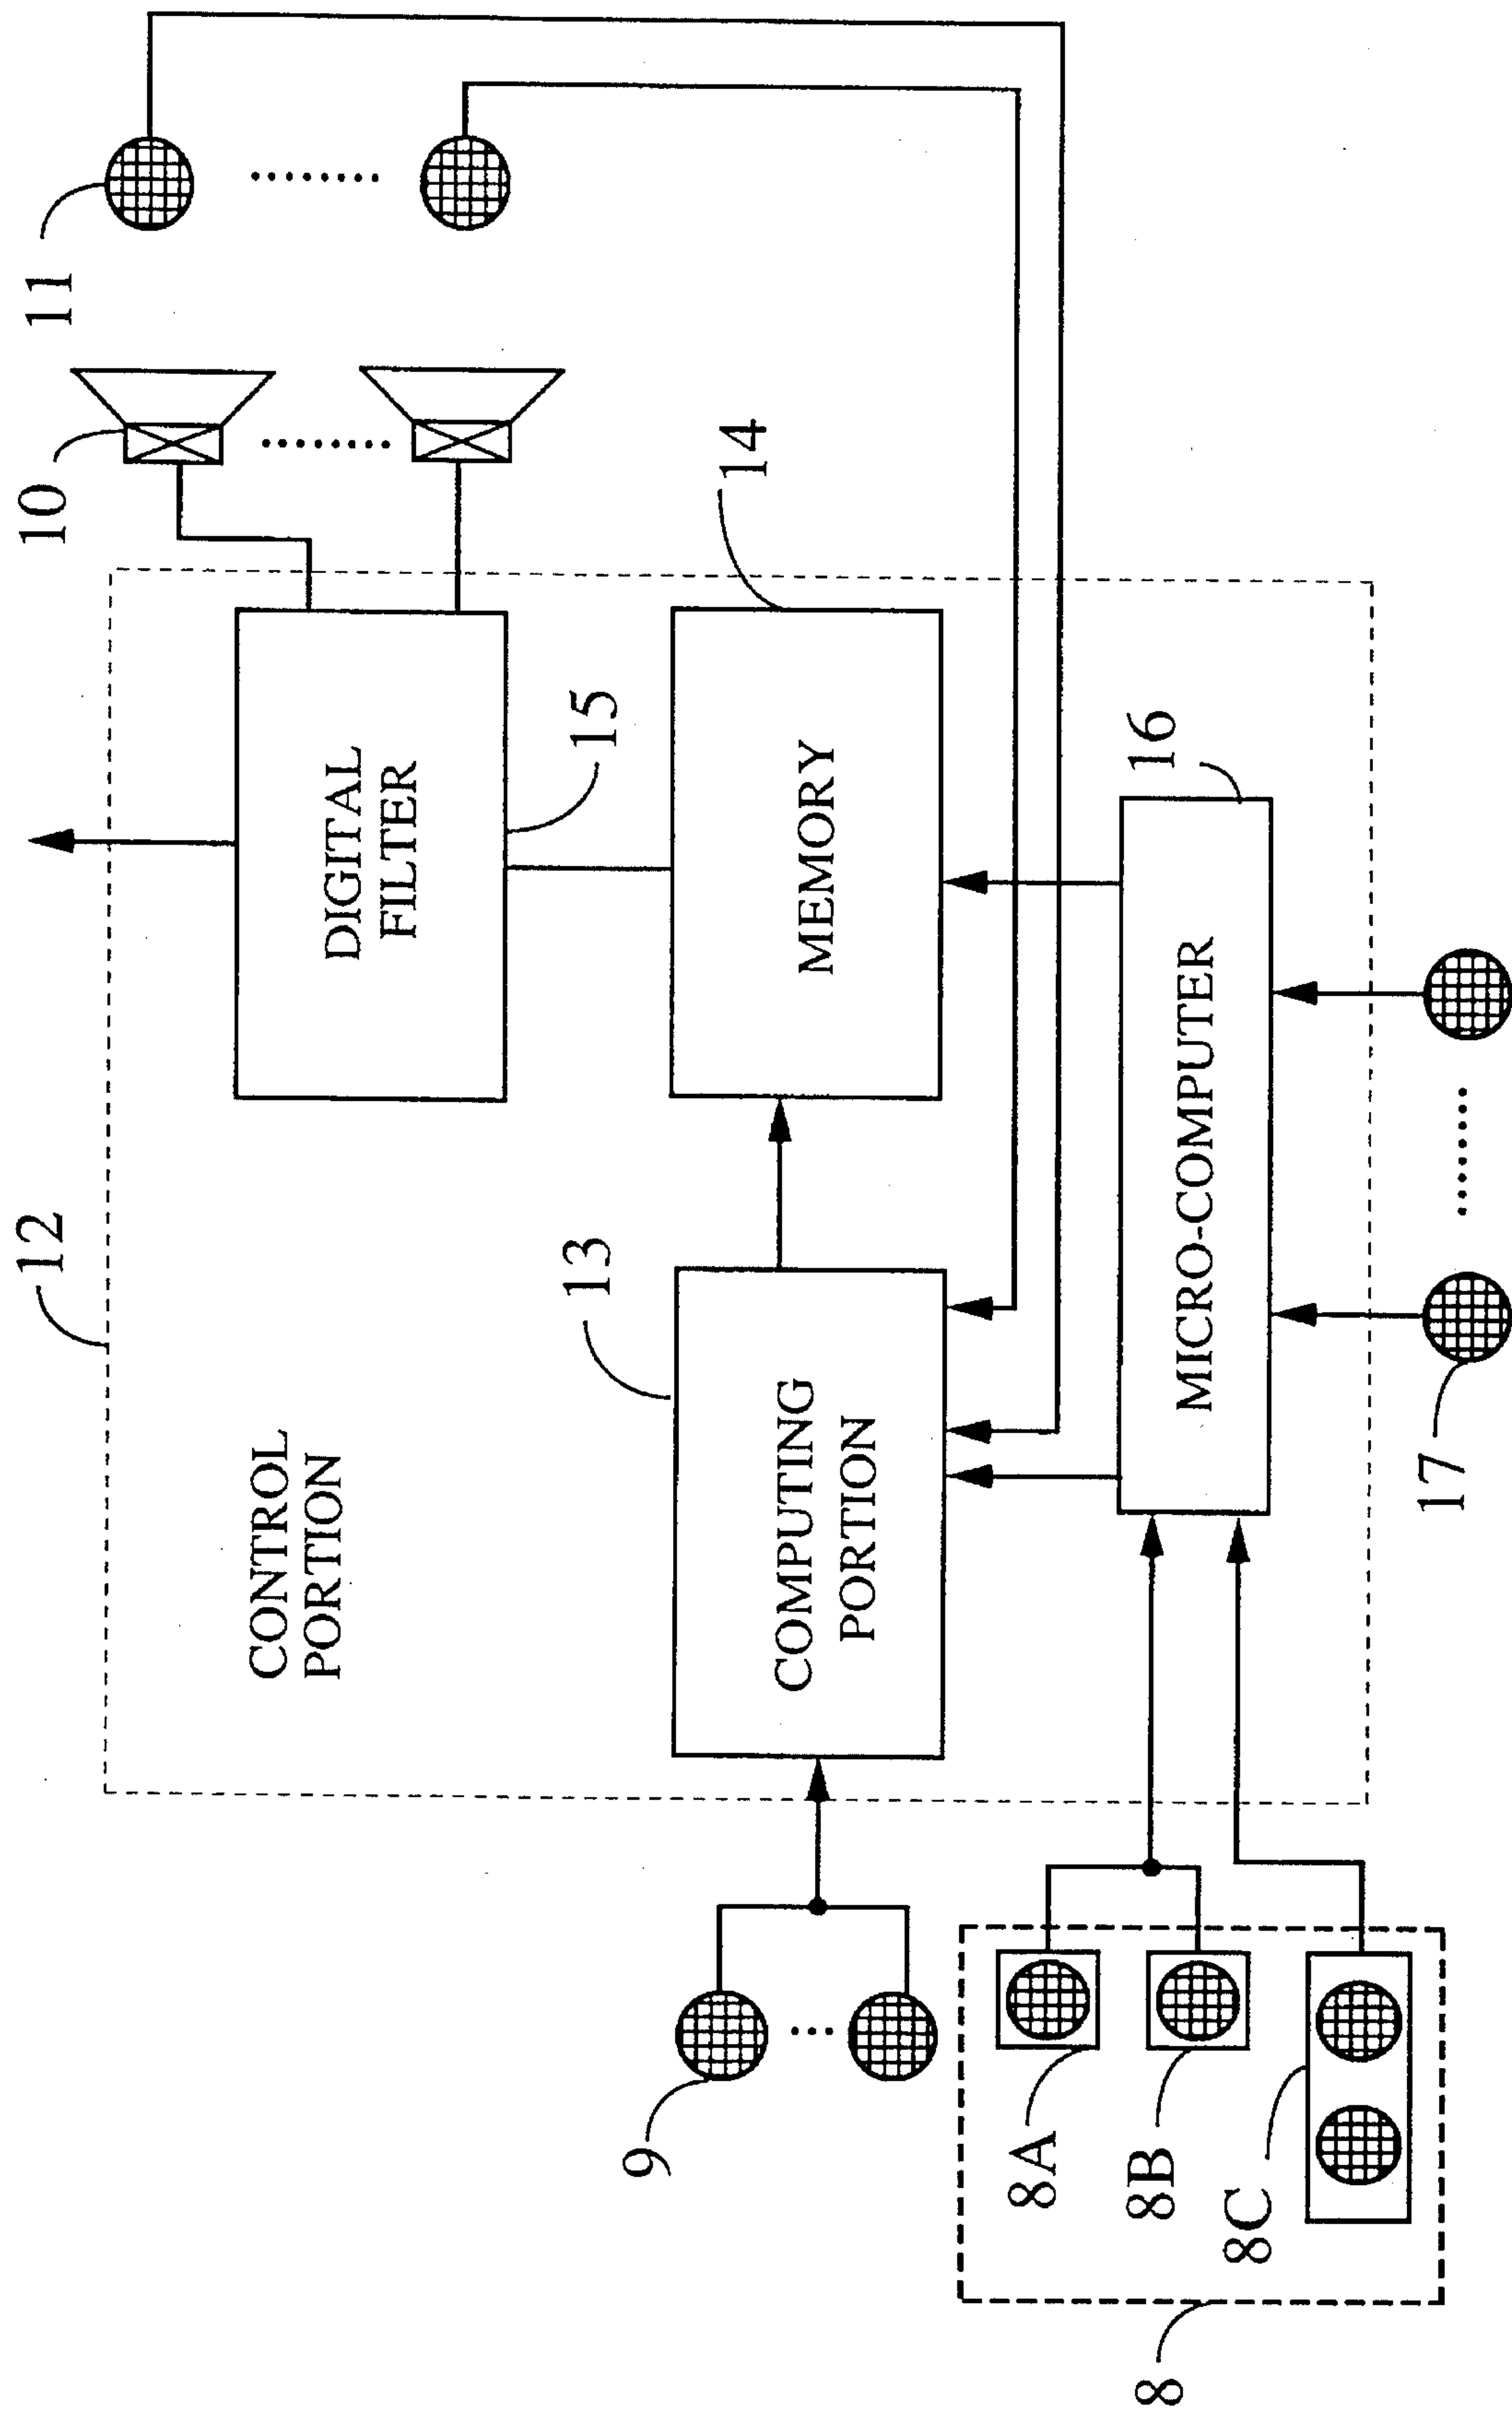 12
CONTROL
PORTION
DIGITAL
FILTER
15
10
11
13
COMPUTING
PORTION
MEMORY
14
9
16
MICRO-COMPUTER
8A
8B
8C
8
17